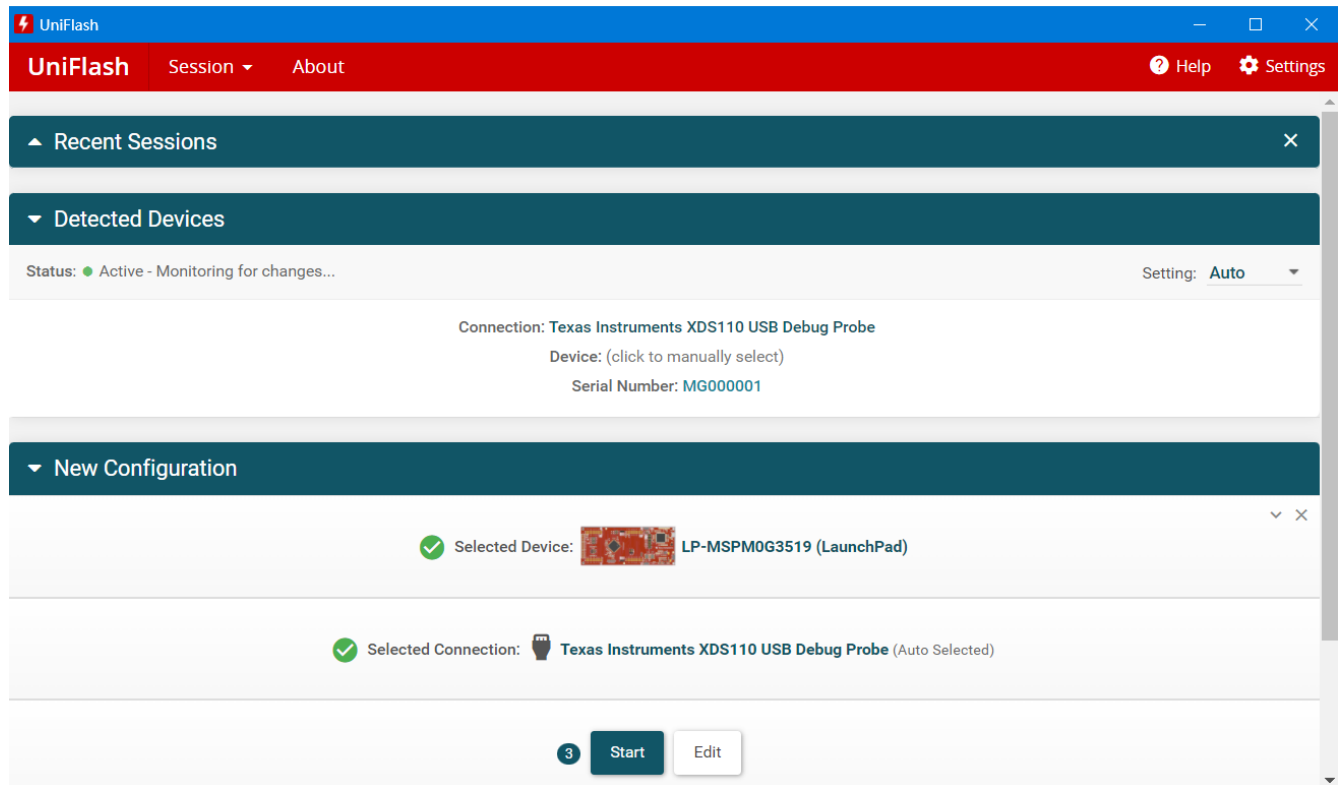 UniFlash
UniFlash Session About Help Settings
Recent Sessions
Detected Devices
Status: Active - Monitoring for changes... Setting: Auto
Connection: Texas Instruments XDS110 USB Debug Probe
Device: (click to manually select)
Serial Number: MG000001
New Configuration
Selected Device: LP-MSPM0G3519 (LaunchPad)
Selected Connection: Texas Instruments XDS110 USB Debug Probe (Auto Selected)
3 Start Edit